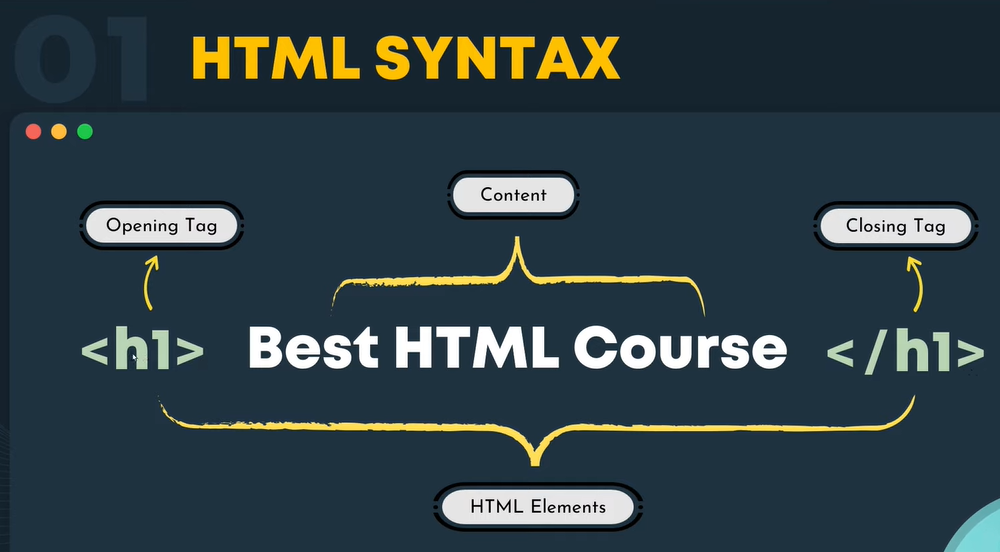 01
HTML SYNTAX
Content
Opening Tag
Closing Tag
<h1> Best HTML Course </h1>
HTML Elements